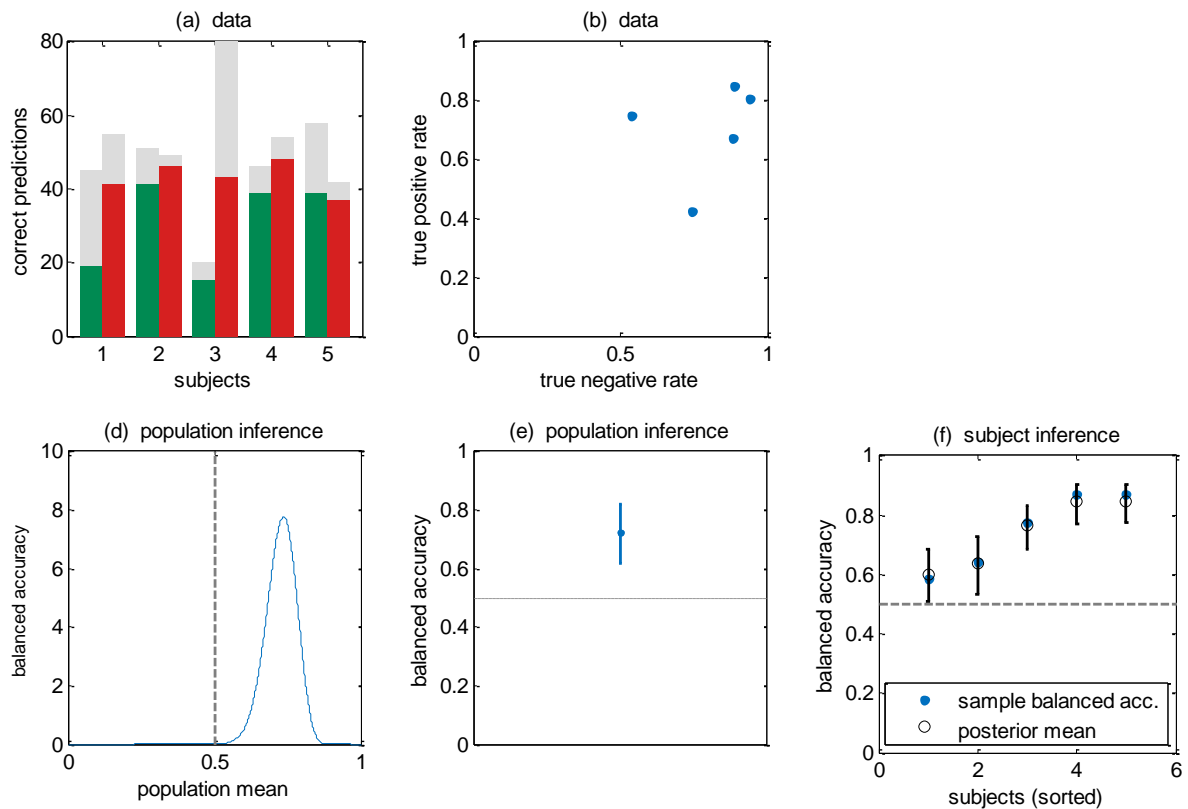 (a) data
80
60
40
20
0
correct predictions
1 2 3 4 5
subjects
(b) data
1
0.8
0.6
0.4
0.2
0
true positive rate
0 0.5 1
true negative rate
(d) population inference
10
8
6
4
2
0
balanced accuracy
0 0.5 1
population mean
(e) population inference
1
0.8
0.6
0.4
0.2
0
balanced accuracy
(f) subject inference
1
0.8
0.6
0.4
0.2
0
balanced accuracy
sample balanced acc.
posterior mean
0 2 4 6
subjects (sorted)